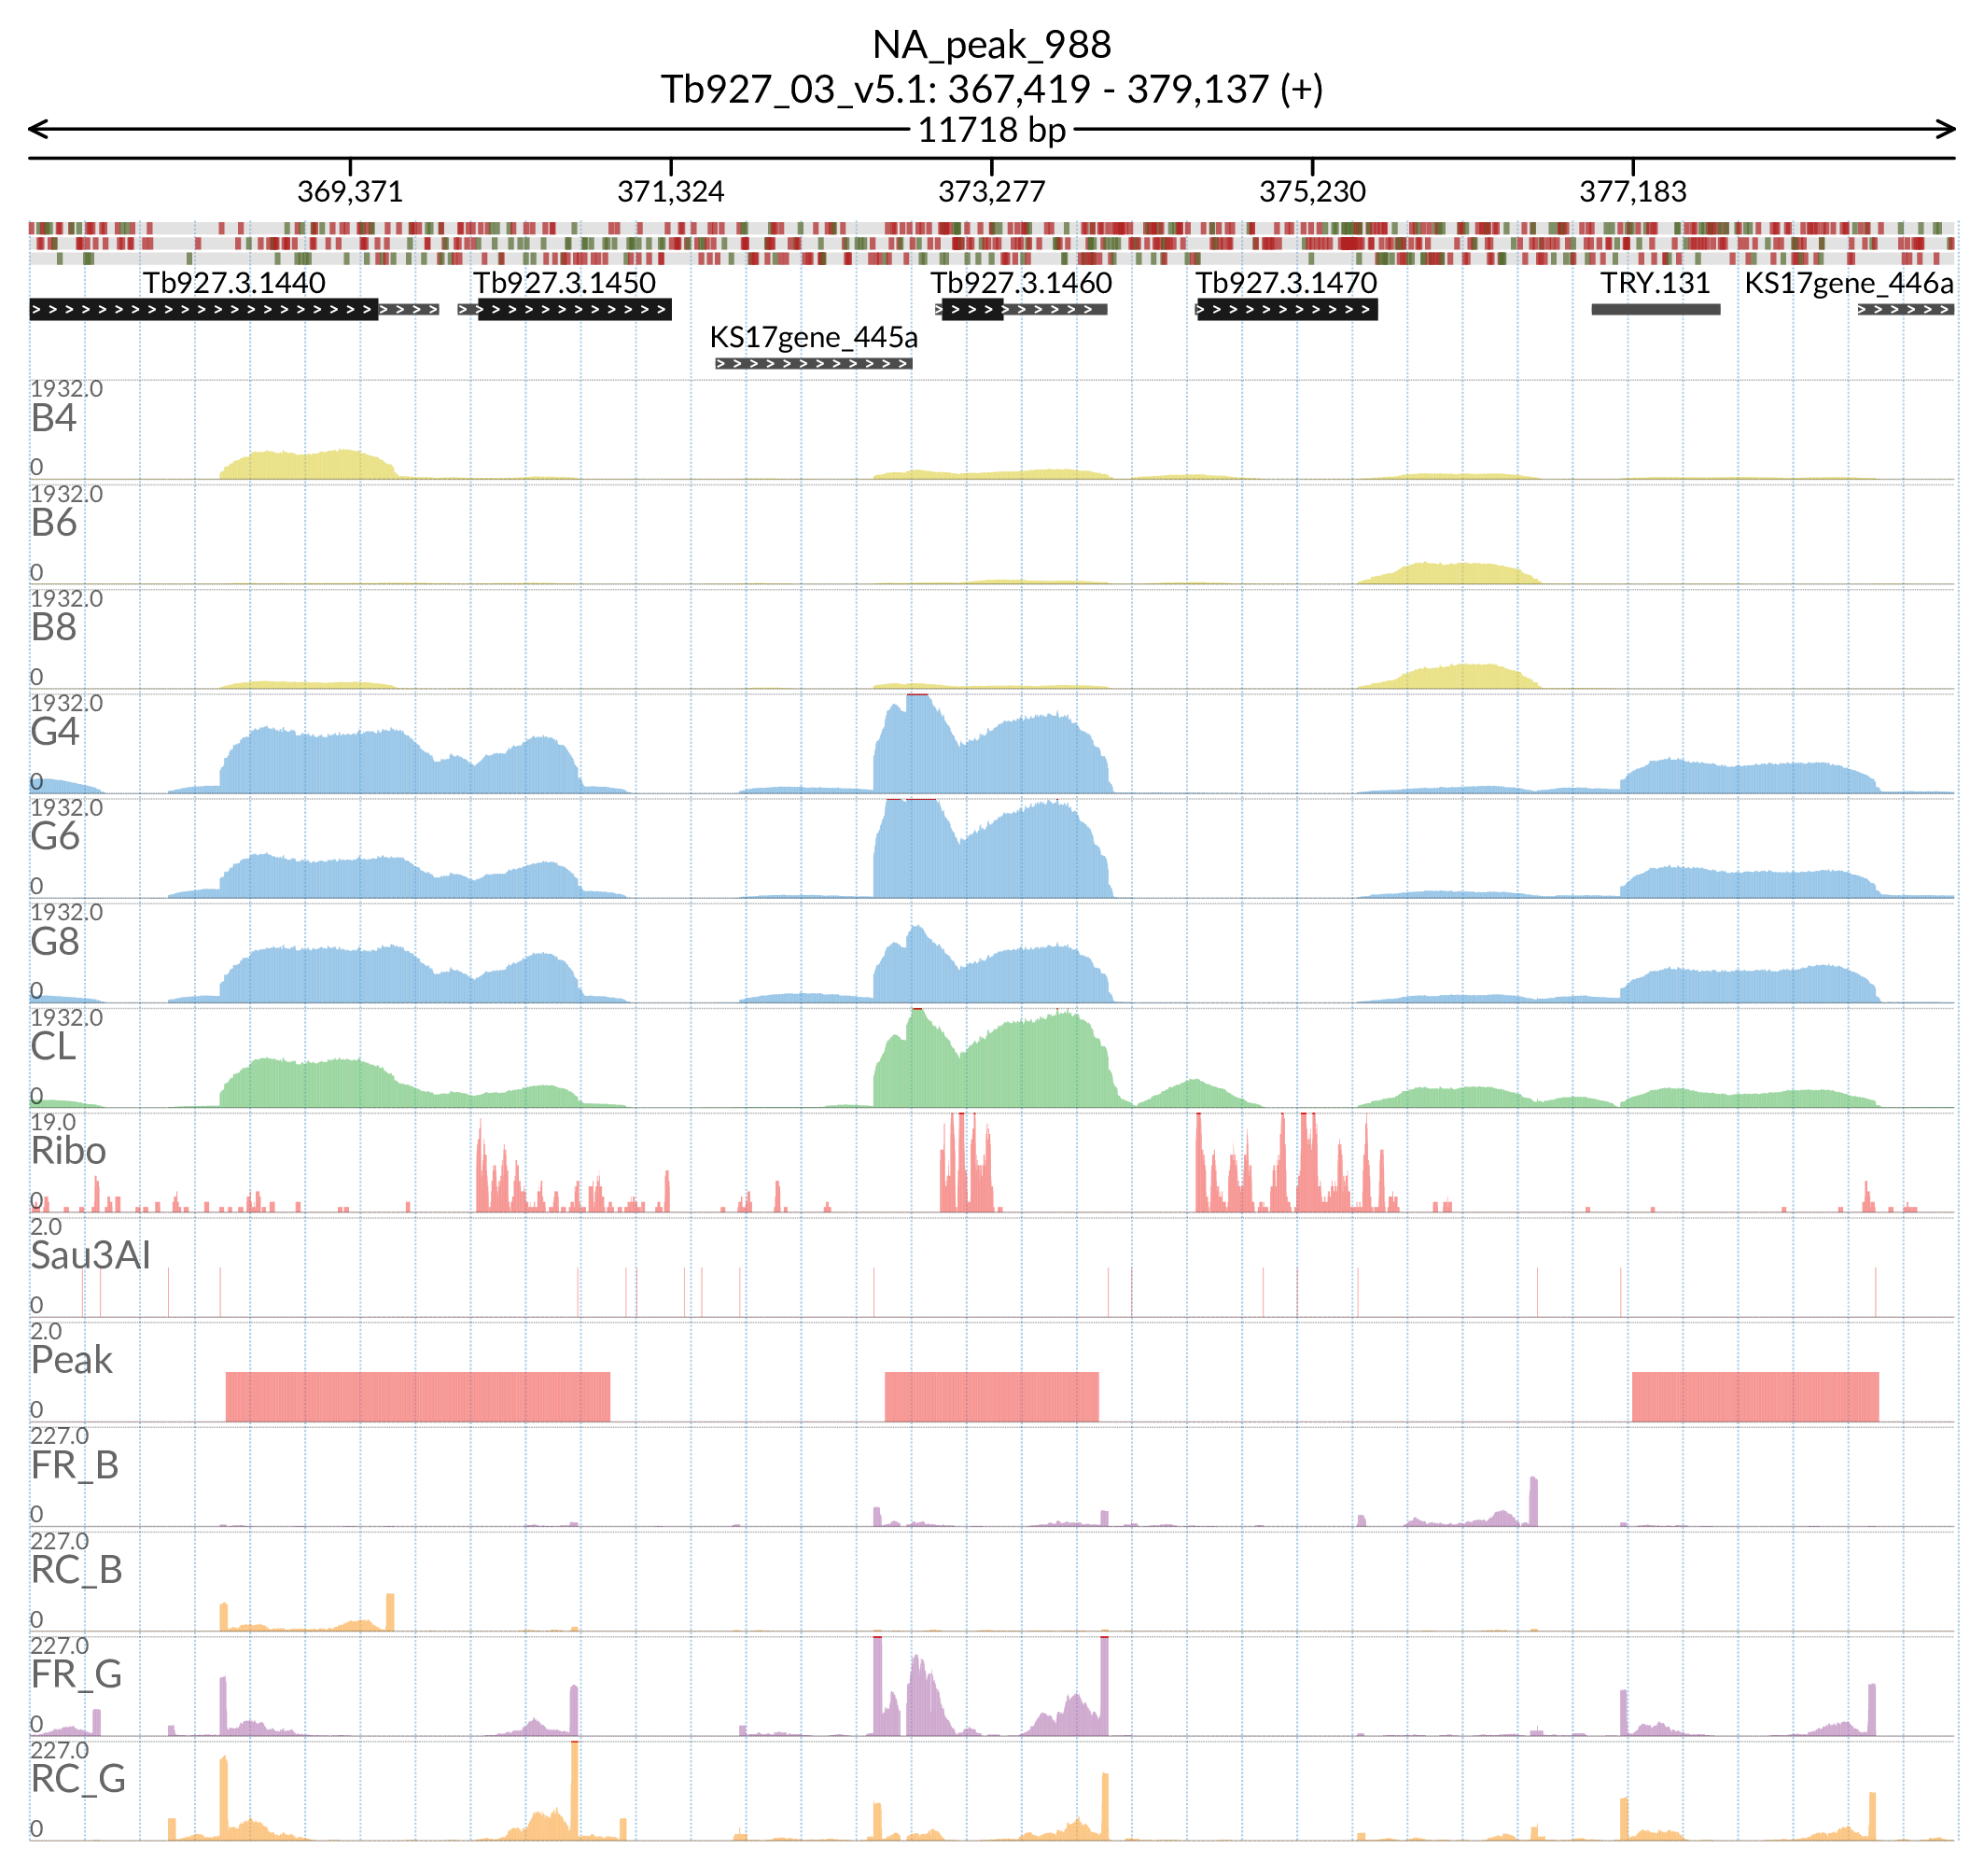 NA_peak_988
Tb927_03_v5.1: 367,419 - 379,137 (+)
11718 bp
369,371 371,324 373,277 375,230 377,183
Tb927.3.1440 Tb927.3.1450 Tb927.3.1460 Tb927.3.1470 TRY.131 KS17gene_446a
KS17gene_445a
1932.0
B4
0
1932.0
B6
0
1932.0
B8
0
1932.0
G4
0
1932.0
G6
0
1932.0
G8
0
1932.0
CL
0
19.0
Ribo
0
2.0
Sau3AI
0
2.0
Peak
0
227.0
FR_B
0
227.0
RC_B
0
227.0
FR_G
0
227.0
RC_G
0